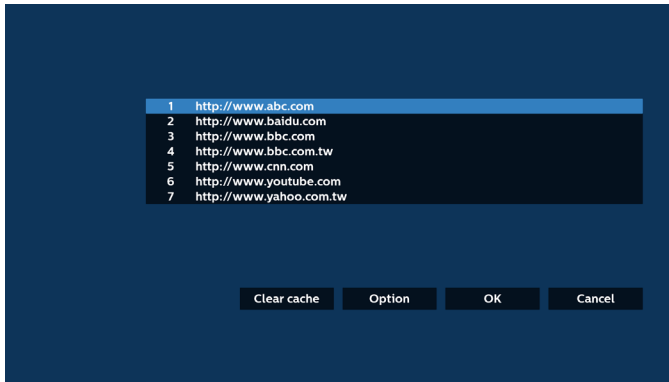 1 http://www.abc.com
2 http://www.baidu.com
3 http://www.bbc.com
4 http://www.bbc.com.tw
5 http://www.cnn.com
6 http://www.youtube.com
7 http://www.yahoo.com.tw
Clear cache Option OK Cancel